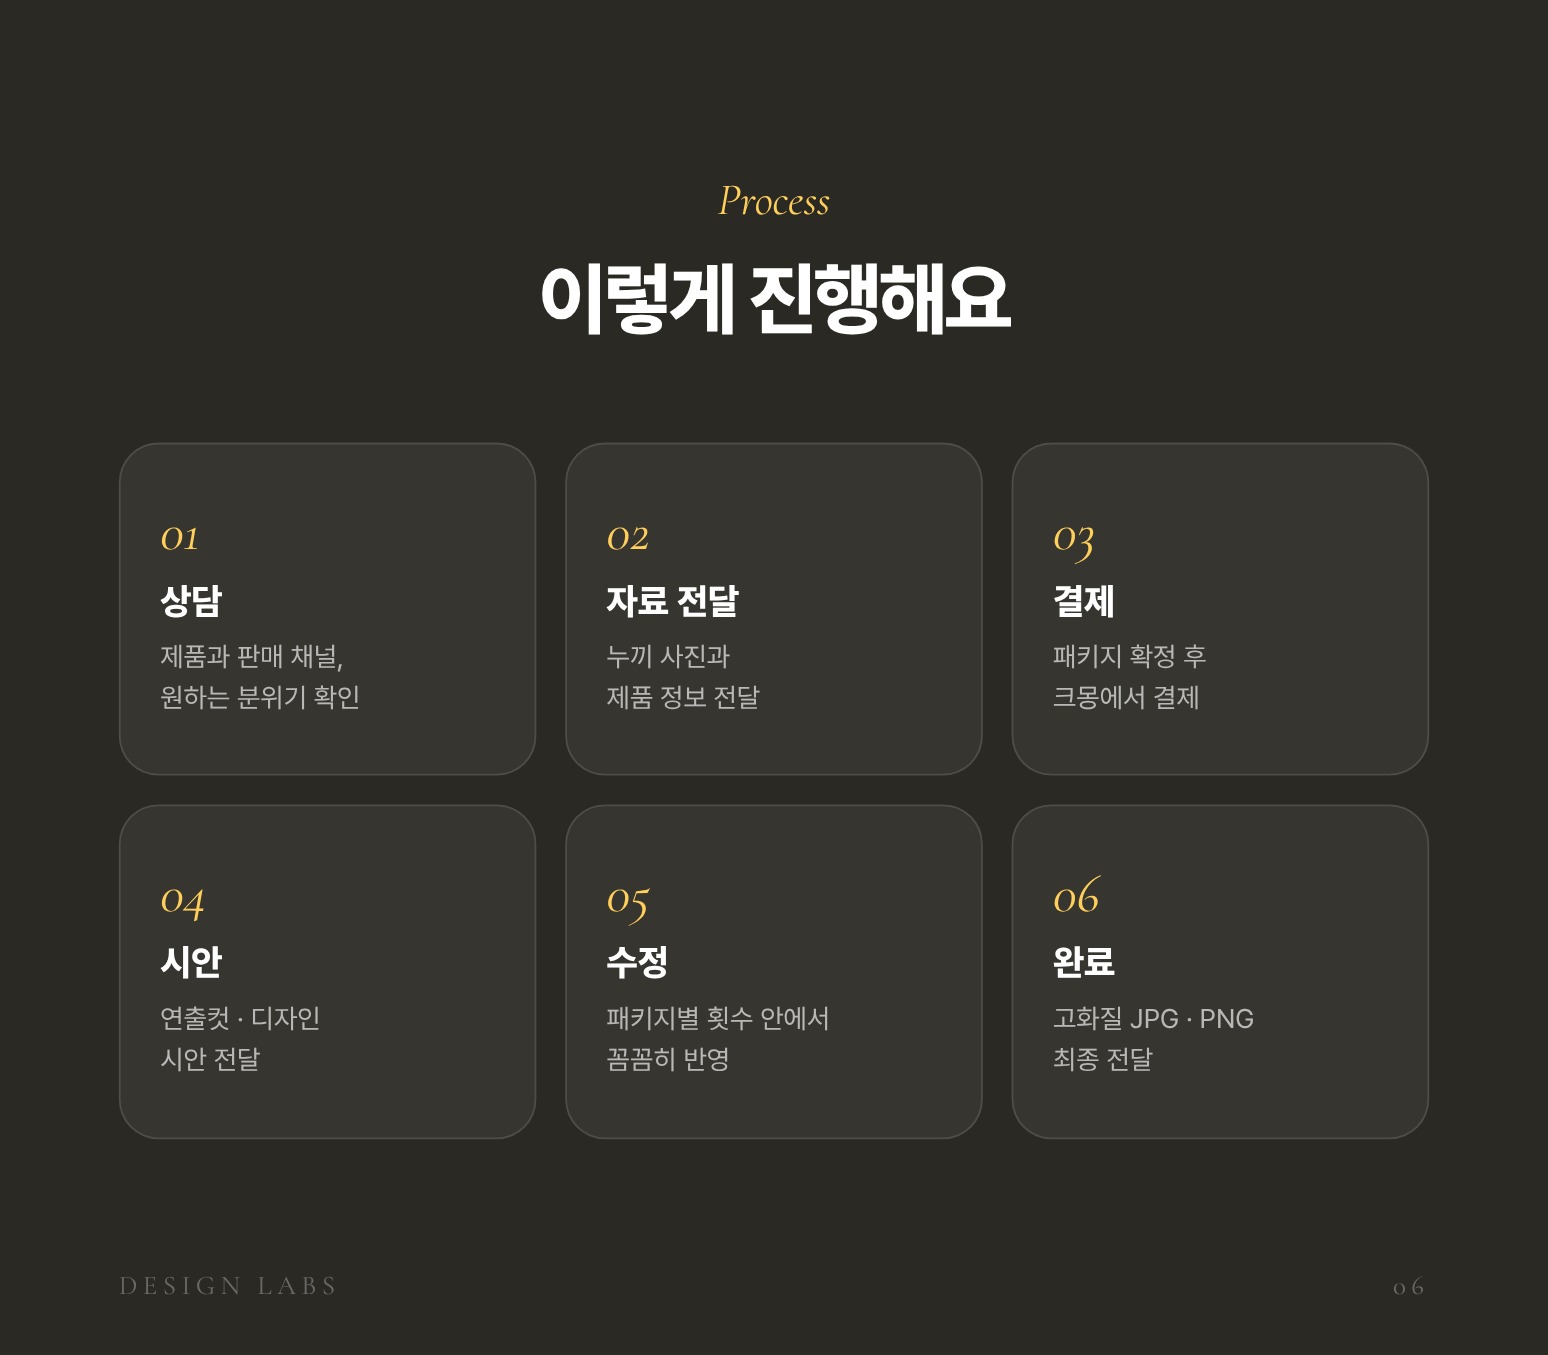 Process
이렇게 진행해요
01
상담
제품과 판매 채널,
원하는 분위기 확인
02
자료 전달
누끼 사진과
제품 정보 전달
03
결제
패키지 확정 후
크몽에서 결제
04
시안
연출컷 · 디자인
시안 전달
05
수정
패키지별 횟수 안에서
꼼꼼히 반영
06
완료
고화질 JPG · PNG
최종 전달
DESIGN LABS
06